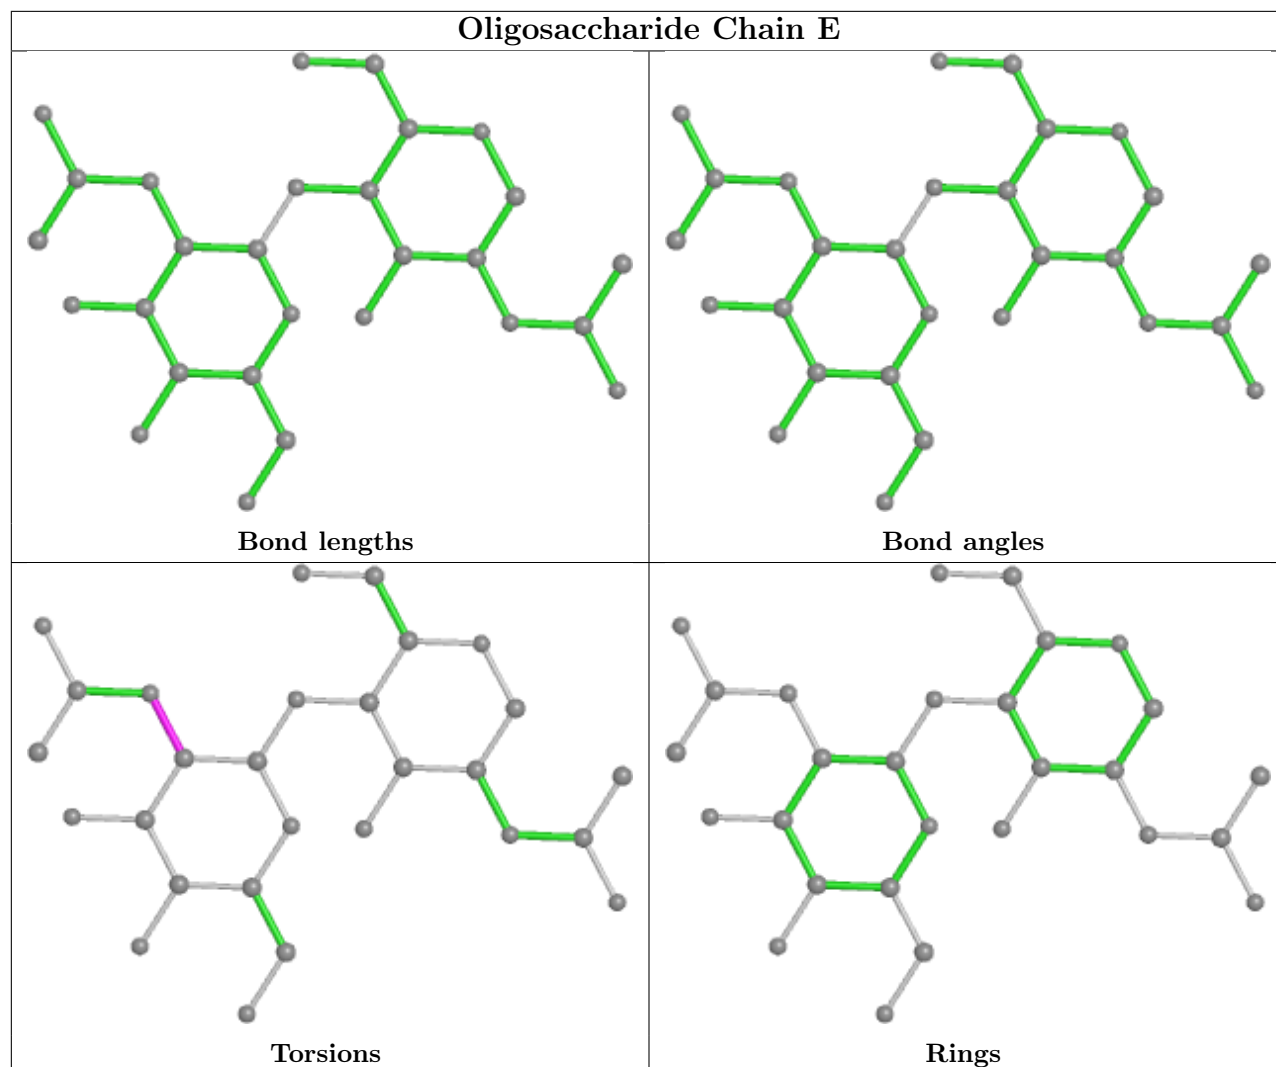 Oligosaccharide Chain E
Bond lengths
Bond angles
Torsions
Rings